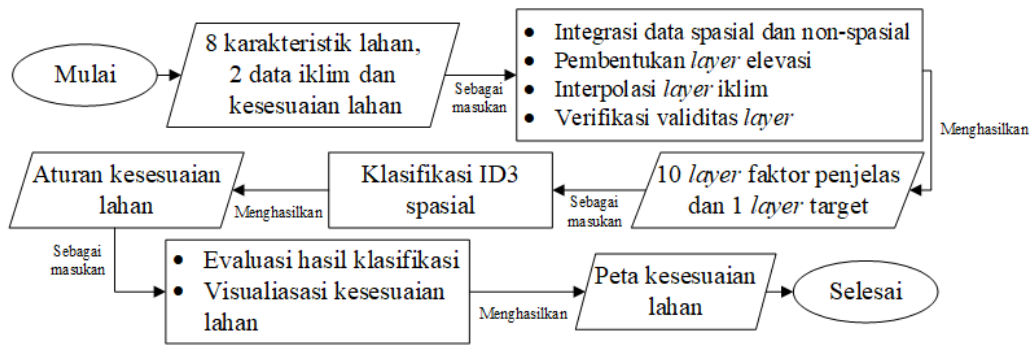 Mulai
8 karakteristik lahan,
2 data iklim dan
kesesuaian lahan
Sebagai
masukan
• Integrasi data spasial dan non-spasial
• Pembentukan layer elevasi
• Interpolasi layer iklim
• Verifikasi validitas layer
Menghasilkan
10 layer faktor penjelas
dan 1 layer target
Sebagai
masukan
Klasifikasi ID3
spasial
Menghasilkan
Aturan kesesuaian
lahan
Sebagai
masukan
• Evaluasi hasil klasifikasi
• Visualiasasi kesesuaian
lahan
Menghasilkan
Peta kesesuaian
lahan
Selesai